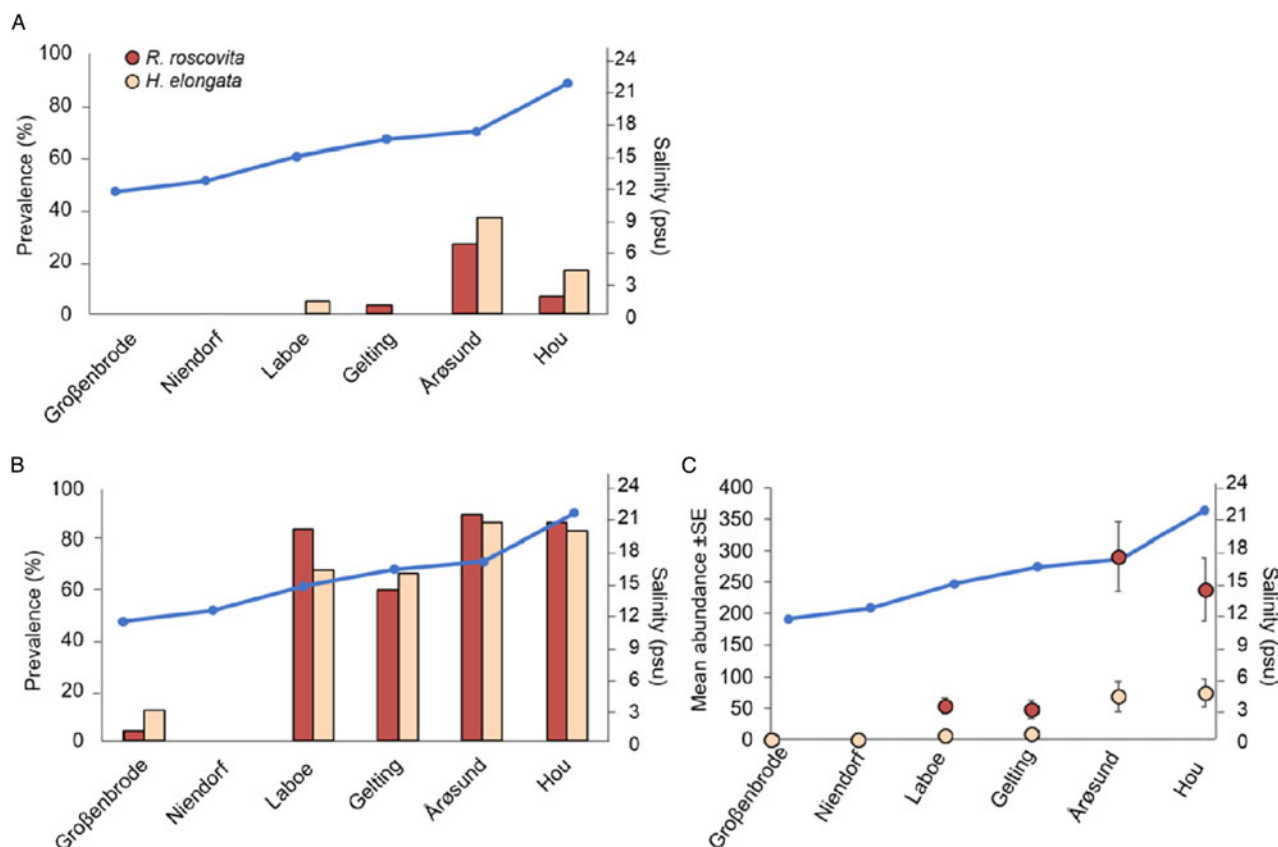 A
R. roscovita
H. elongata
Prevalence (%)
100
80
60
40
20
0
Salinity (psu)
24
21
18
15
12
9
6
3
0
Großenbrode
Niendorf
Laboe
Gelting
Årøsund
Hou
B
Prevalence (%)
100
80
60
40
20
0
Salinity (psu)
24
21
18
15
12
9
6
3
0
Großenbrode
Niendorf
Laboe
Gelting
Årøsund
Hou
C
Mean abundance ±SE
400
350
300
250
200
150
100
50
0
Salinity (psu)
24
21
18
15
12
9
6
3
0
Großenbrode
Niendorf
Laboe
Gelting
Årøsund
Hou